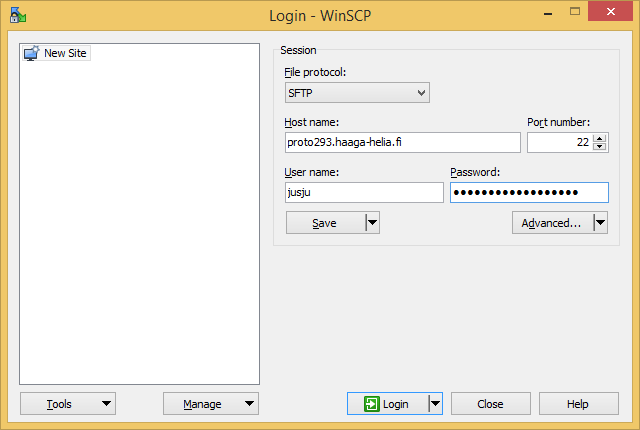 Login - WinSCP
New Site
Session
File protocol:
SFTP
Host name:
Port number:
proto293.haaga-helia.fi
22
User name:
Password:
jusju
••••••••••••••••••
Save
Advanced...
Tools
Manage
Login
Close
Help